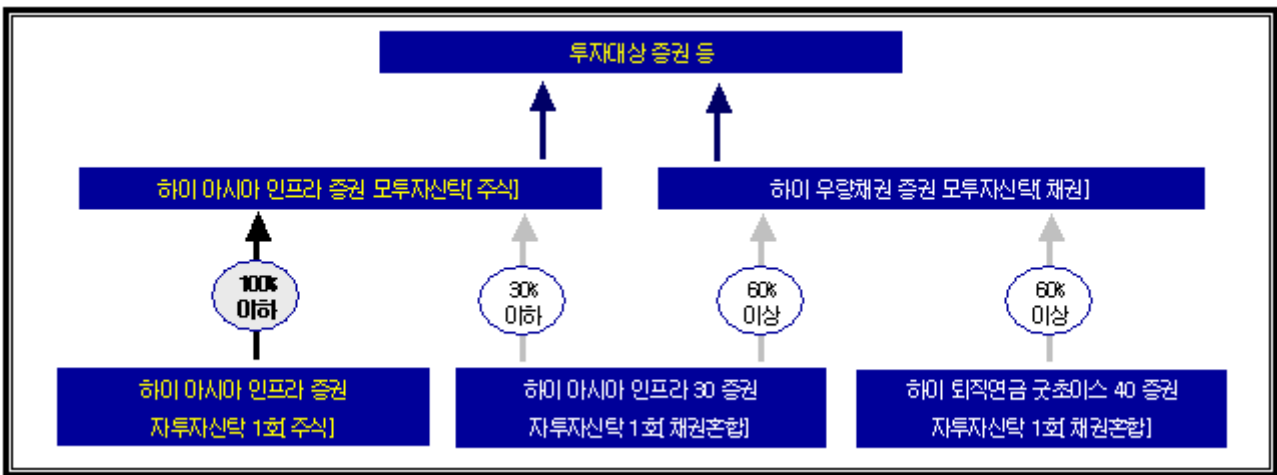 투자대상 증권 등
하이 아시아 인프라 증권 모투자신탁[주식]
하이 우량채권 증권 모투자신탁[채권]
100%
이하
30%
이하
60%
이상
60%
이상
하이 아시아 인프라 증권
자투자신탁 1호[주식]
하이 아시아 인프라 30 증권
자투자신탁 1호[채권혼합]
하이 퇴직연금 굿초이스 40 증권
자투자신탁 1호[채권혼합]